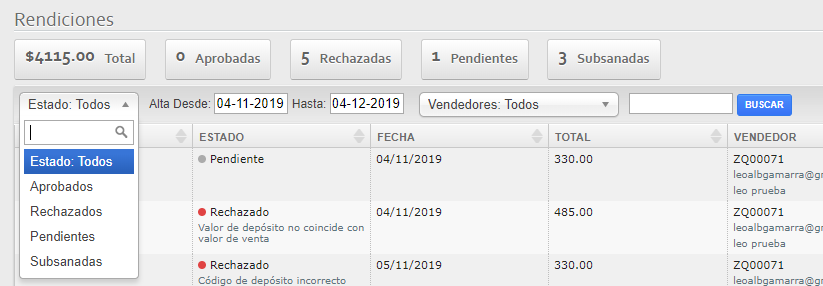 Rendiciones
$4115.00 Total
0 Aprobadas
5 Rechazadas
1 Pendientes
3 Subsanadas
Estado: Todos
Alta Desde: 04-11-2019 Hasta: 04-12-2019
Vendedores: Todos
BUSCAR
Estado: Todos
Aprobados
Rechazados
Pendientes
Subsanadas
ESTADO FECHA TOTAL VENDEDOR
Pendiente 04/11/2019 330.00 ZQ00071
leoalbgamarra@gr
leo prueba
Rechazado 04/11/2019 485.00 ZQ00071
Valor de depósito no coincide con leoalbgamarra@gr
valor de venta leo prueba
Rechazado 05/11/2019 330.00 ZQ00071
Código de depósito incorrecto leoalbgamarra@gr